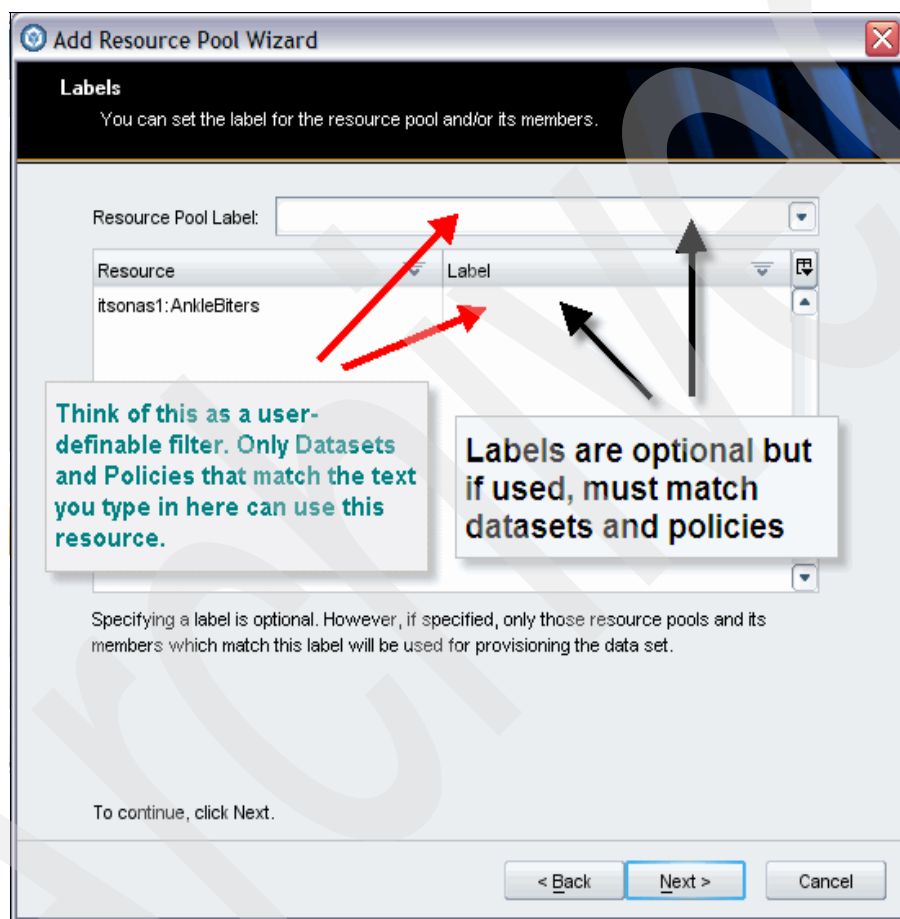 Add Resource Pool Wizard
Labels
You can set the label for the resource pool and/or its members.
Resource Pool Label:
Resource Label
itsonas1:AnkleBiters
Think of this as a user-
definable filter. Only Datasets
and Policies that match the text
you type in here can use this
resource.
Labels are optional but
if used, must match
datasets and policies
Specifying a label is optional. However, if specified, only those resource pools and its
members which match this label will be used for provisioning the data set.
To continue, click Next.
< Back Next > Cancel